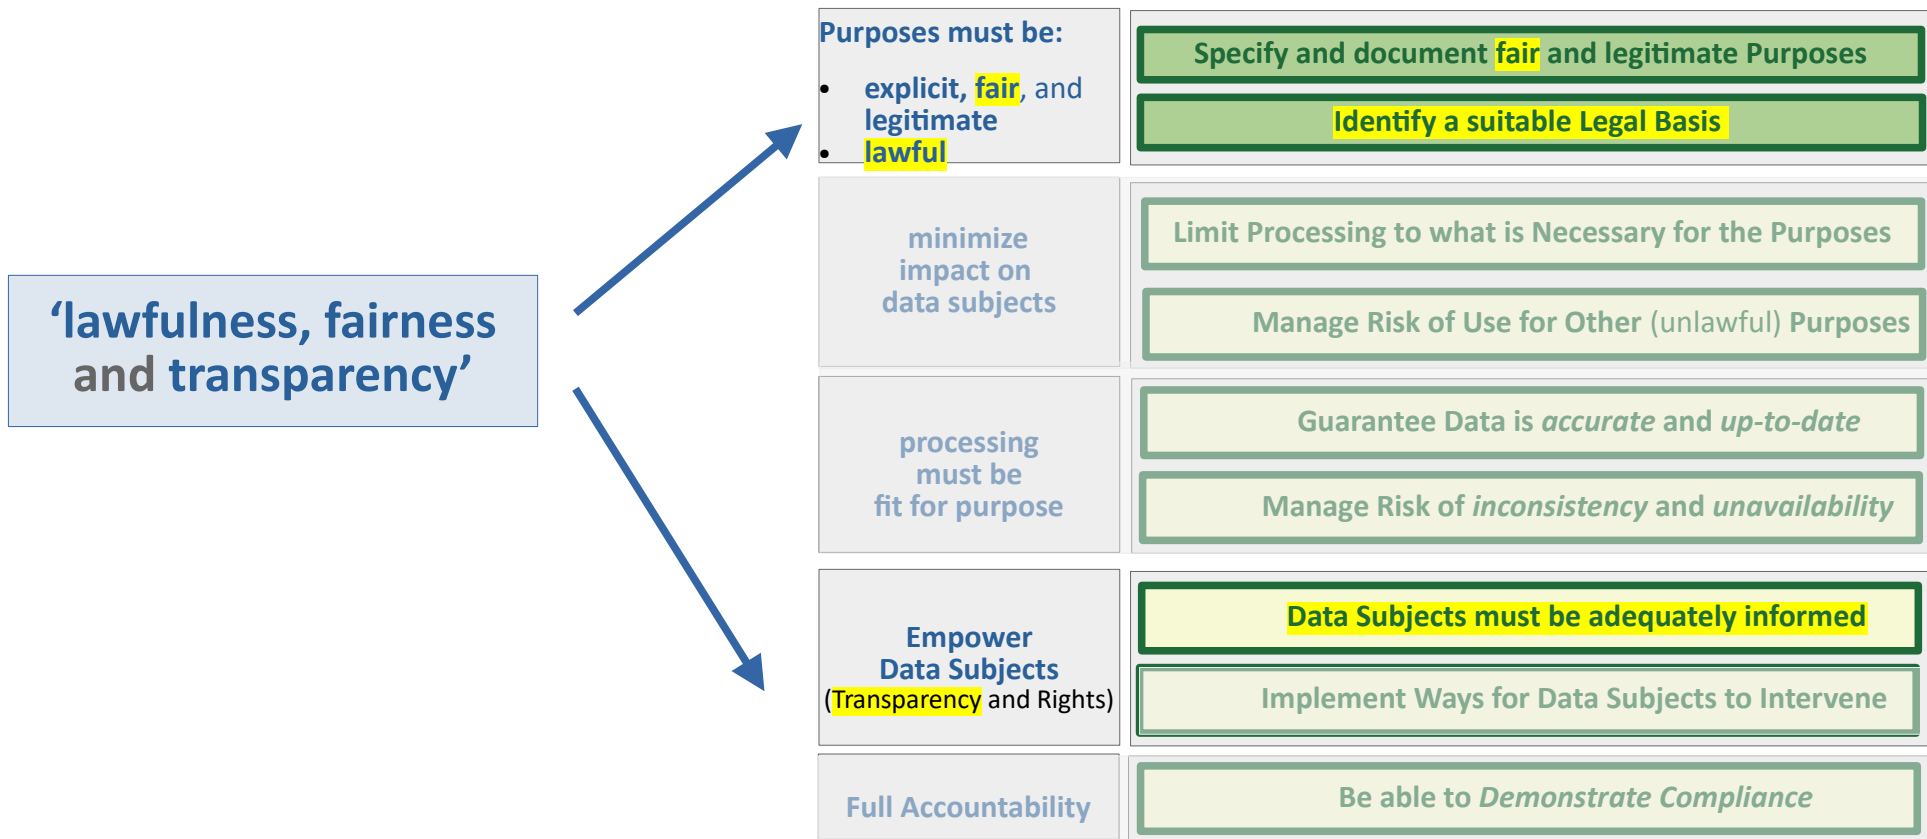 ‘lawfulness, fairness
and transparency’
Purposes must be:
• explicit, fair, and
legitimate
• lawful
Specify and document fair and legitimate Purposes
Identify a suitable Legal Basis
minimize
impact on
data subjects
Limit Processing to what is Necessary for the Purposes
Manage Risk of Use for Other (unlawful) Purposes
processing
must be
fit for purpose
Guarantee Data is accurate and up-to-date
Manage Risk of inconsistency and unavailability
Empower
Data Subjects
(Transparency and Rights)
Data Subjects must be adequately informed
Implement Ways for Data Subjects to Intervene
Full Accountability
Be able to Demonstrate Compliance